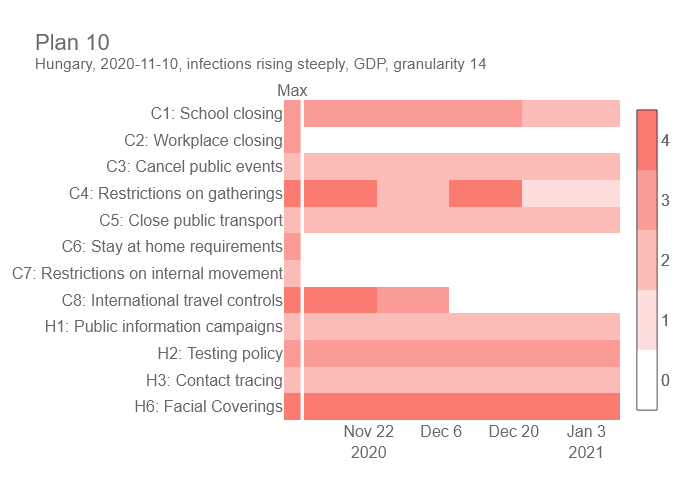 Plan 10
Hungary, 2020-11-10, infections rising steeply, GDP, granularity 14
Max
C1: School closing
C2: Workplace closing
C3: Cancel public events
C4: Restrictions on gatherings
C5: Close public transport
C6: Stay at home requirements
C7: Restrictions on internal movement
C8: International travel controls
H1: Public information campaigns
H2: Testing policy
H3: Contact tracing
H6: Facial Coverings
4
3
2
1
0
Nov 22 Dec 6 Dec 20 Jan 3
2020 2021